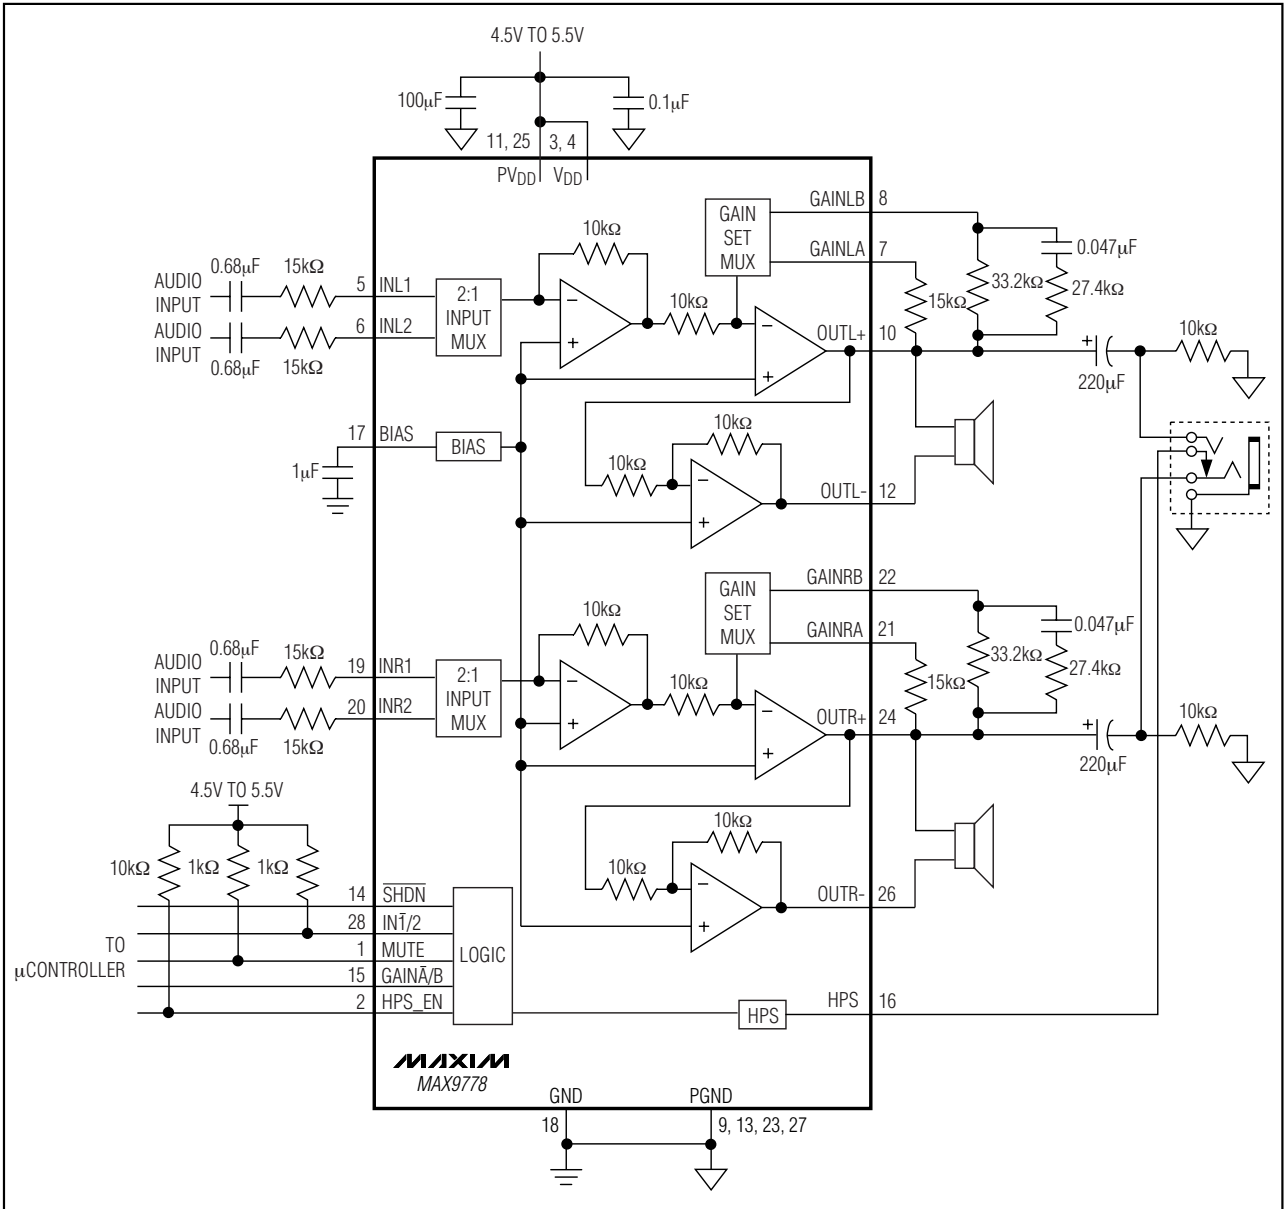 4.5V TO 5.5V
100μF
0.1μF
11, 25
3, 4
PVDD
VDD
GAINLB
8
GAIN
SET
MUX
GAINLA
7
10kΩ
0.047μF
33.2kΩ
27.4kΩ
15kΩ
AUDIO
INPUT
0.68μF
15kΩ
5
INL1
2:1
INPUT
MUX
−
+
10kΩ
−
+
OUTL+
10
+
220μF
10kΩ
AUDIO
INPUT
0.68μF
15kΩ
6
INL2
17
BIAS
BIAS
1μF
10kΩ
10kΩ
−
+
OUTL-
12
GAINRB
22
GAIN
SET
MUX
GAINRA
21
10kΩ
0.047μF
33.2kΩ
27.4kΩ
15kΩ
AUDIO
INPUT
0.68μF
15kΩ
19
INR1
2:1
INPUT
MUX
−
+
10kΩ
−
+
OUTR+
24
+
220μF
10kΩ
AUDIO
INPUT
0.68μF
15kΩ
20
INR2
4.5V TO 5.5V
10kΩ
1kΩ
1kΩ
10kΩ
10kΩ
−
+
OUTR-
26
TO
μCONTROLLER
14
S̅H̅D̅N̅
28
IN1̅/2
1
MUTE
15
GAINA̅/B
2
HPS_EN
LOGIC
HPS
HPS
16
MAXIM
MAX9778
GND
18
PGND
9, 13, 23, 27